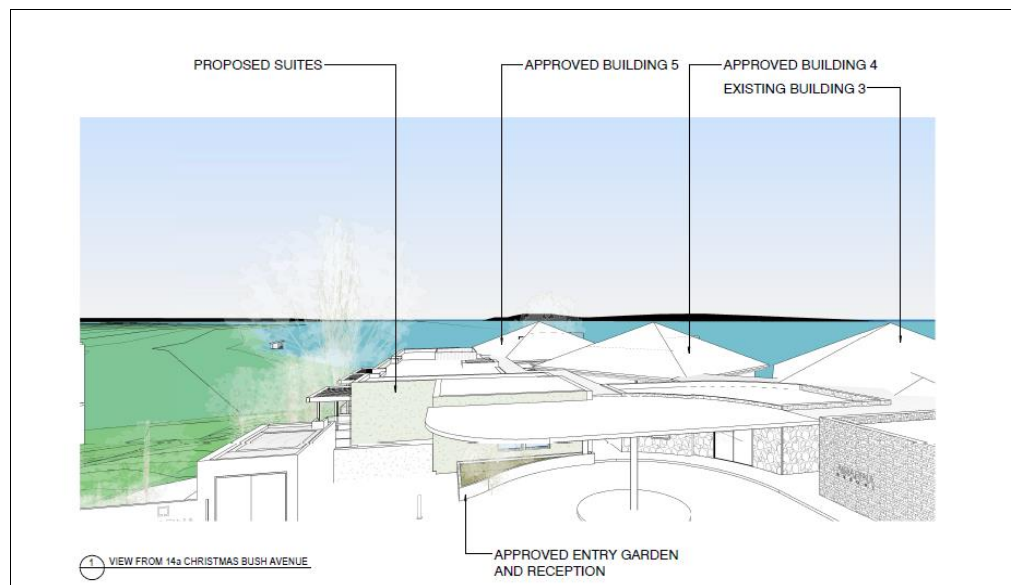 PROPOSED SUITES
APPROVED BUILDING 5
APPROVED BUILDING 4
EXISTING BUILDING 3
1 VIEW FROM 14a CHRISTMAS BUSH AVENUE
APPROVED ENTRY GARDEN
AND RECEPTION